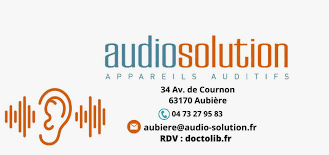 audiosolution
APPAREILS AUDITIFS
34 Av. de Cournon
63170 Aubière
04 73 27 95 83
aubiere@audio-solution.fr
RDV : doctolib.fr